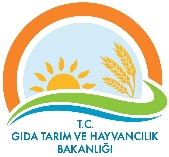 T.C.
GIDA TARIM VE HAYVANCILIK
BAKANLIĞI